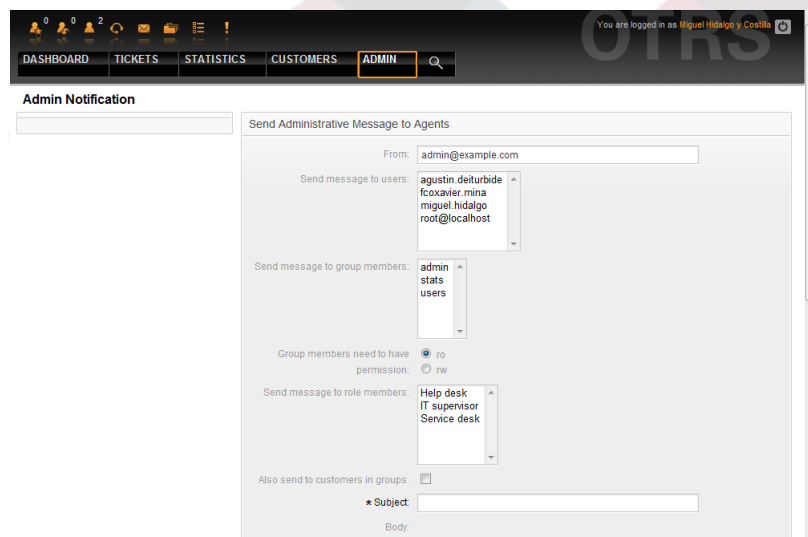 0 0 2
OTRS
You are logged in as Miguel Hidalgo y Costilla
DASHBOARD TICKETS STATISTICS CUSTOMERS ADMIN
Admin Notification
Send Administrative Message to Agents
From: admin@example.com
Send message to users: agustin.deiturbide
fcoxavier.mina
miguel.hidalgo
root@localhost
Send message to group members: admin
stats
users
Group members need to have ro
permission: rw
Send message to role members: Help desk
IT supervisor
Service desk
Also send to customers in groups:
* Subject:
Body: